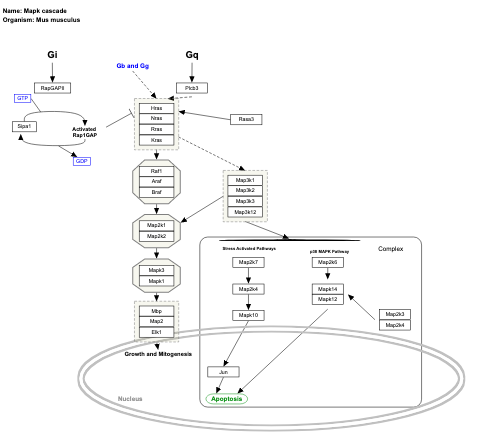 Name: Mapk cascade
Organism: Mus musculus
Gi
Gq
Gb and Gg
RapGAPII
Plcb3
GTP
Sipa1
Activated
Rap1GAP
GDP
Hras
Nras
Rras
Kras
Rasa3
Raf1
Araf
Braf
Map3k1
Map3k2
Map3k3
Map3k12
Map2k1
Map2k2
Mapk3
Mapk1
Mbp
Map2
Elk1
Growth and Mitogenesis
Complex
Stress Activated Pathways
p38 MAPK Pathway
Map2k7
Map2k6
Map2k4
Mapk14
Mapk12
Mapk10
Map2k3
Map2k4
Jun
Apoptosis
Nucleus